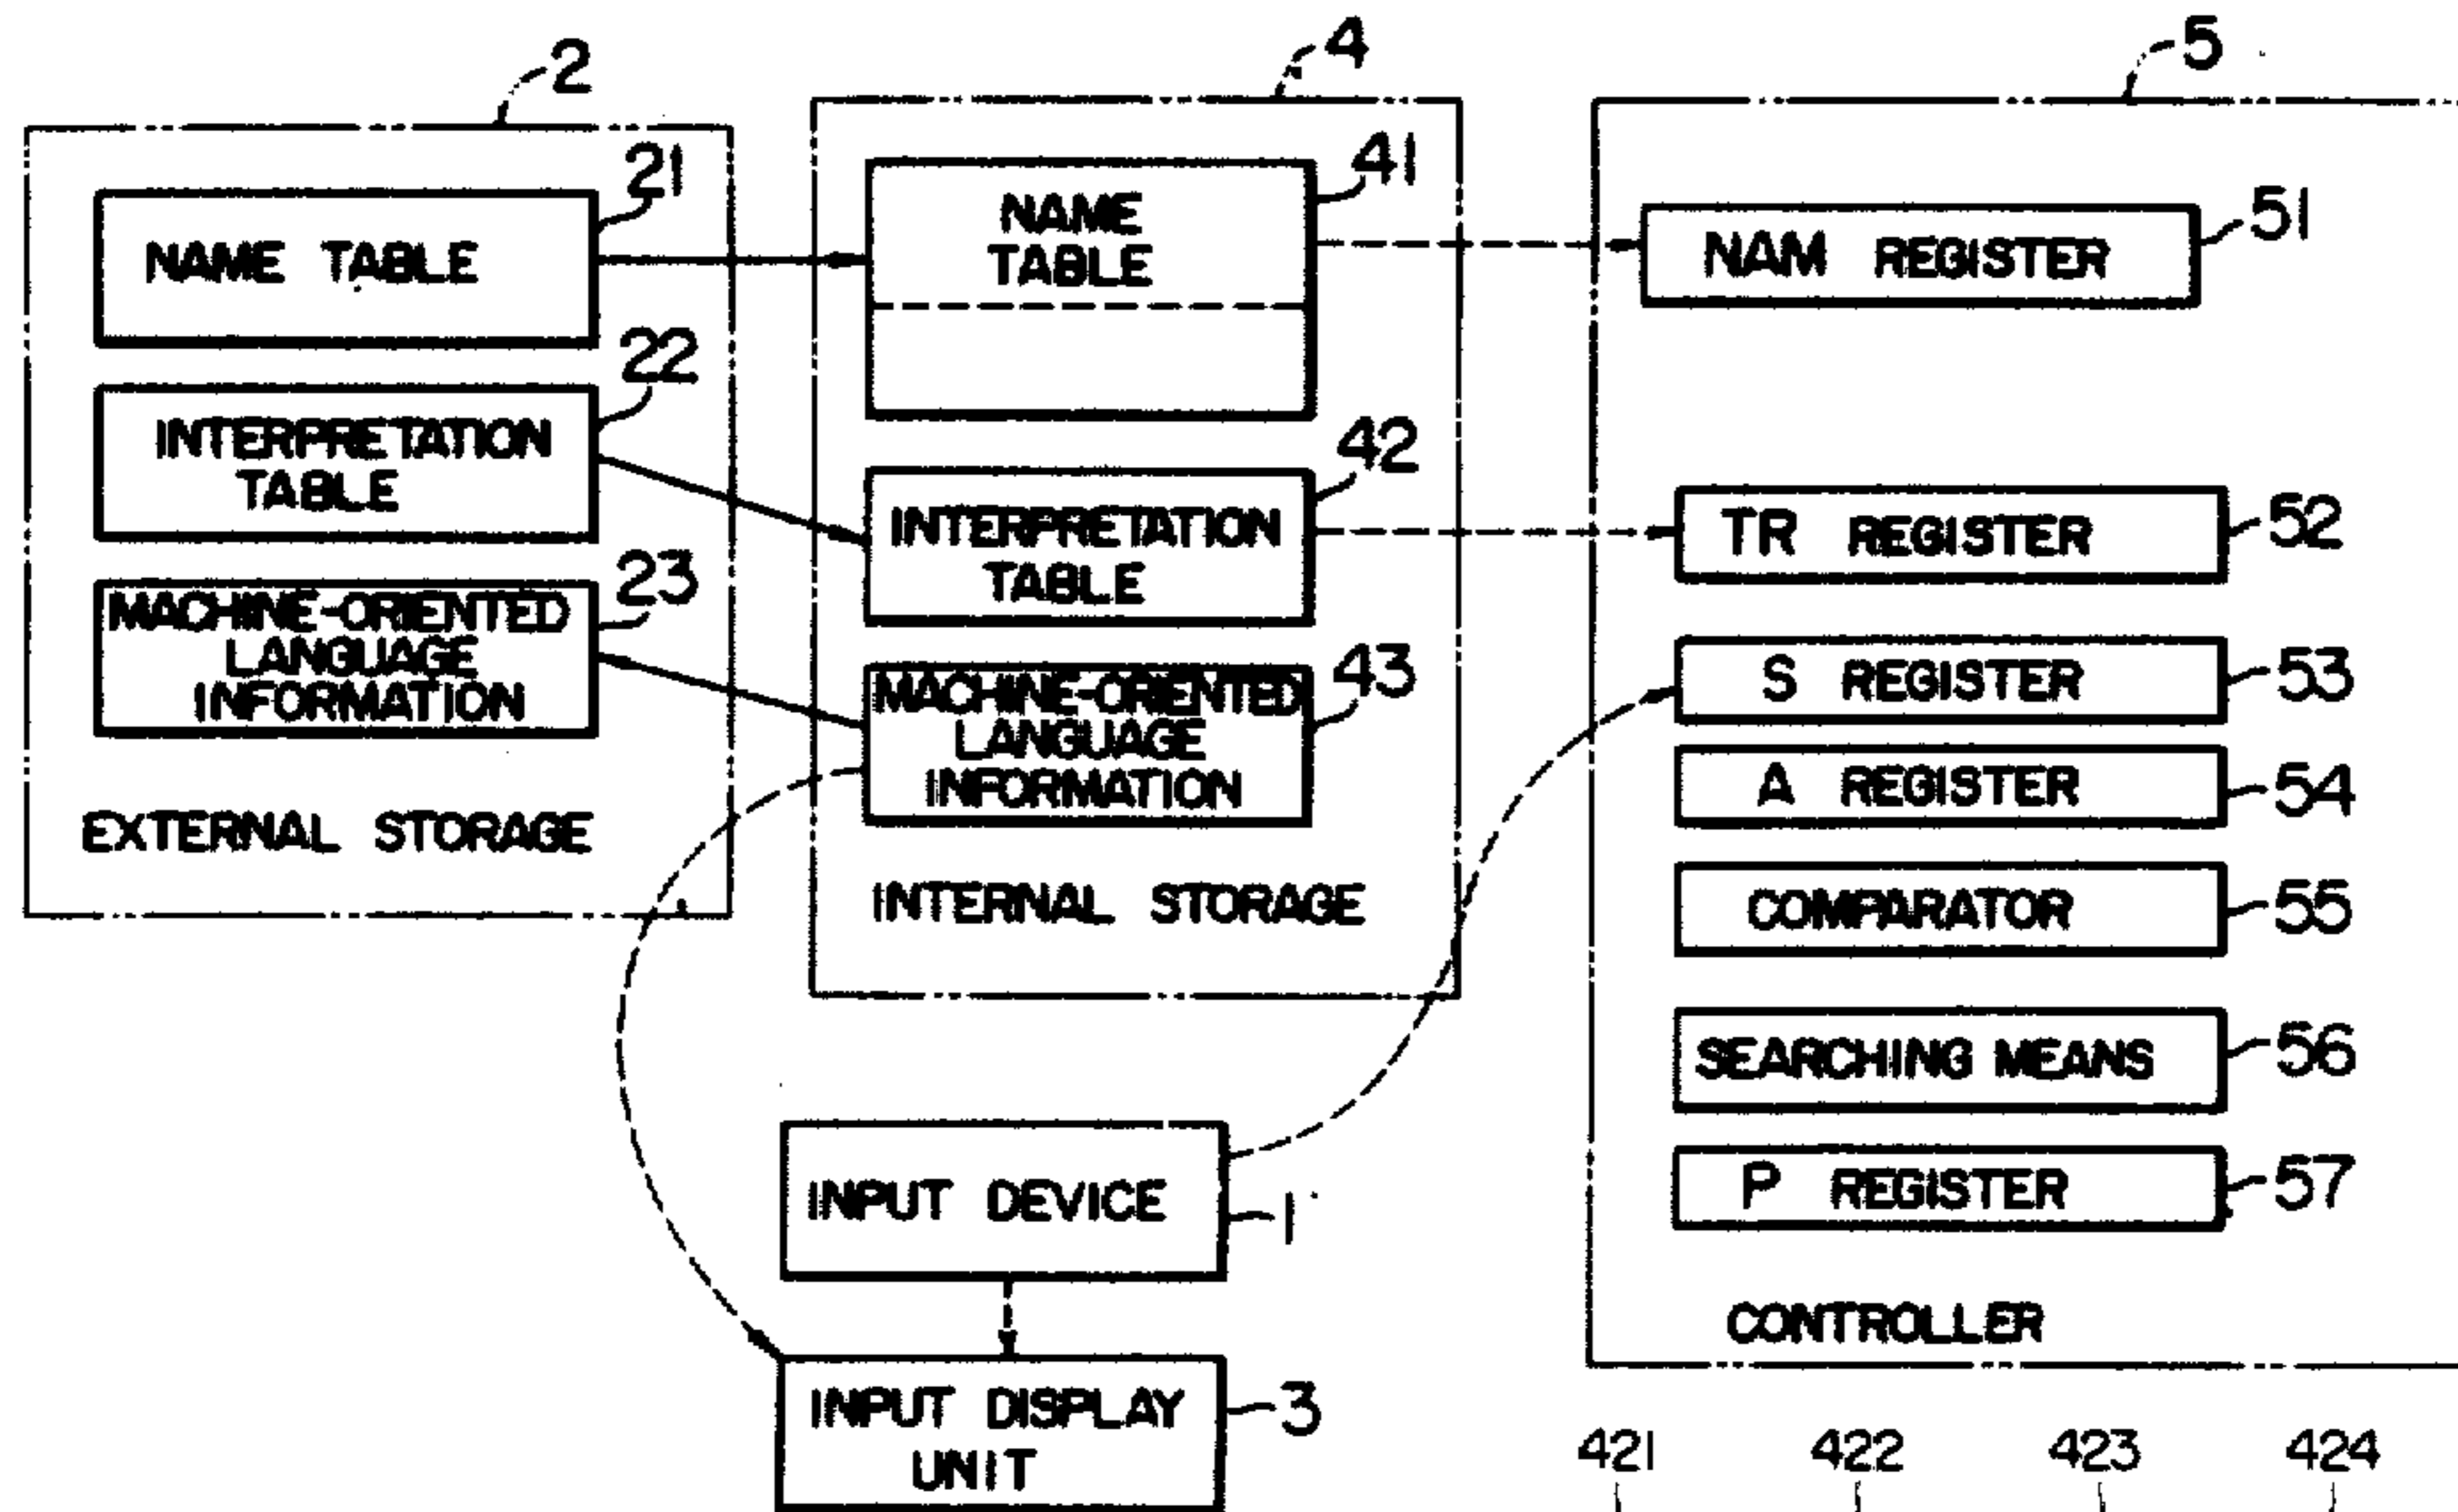 2
4
5
21
NAME TABLE
22
INTERPRETATION
TABLE
23
MACHINE-ORIENTED
LANGUAGE
INFORMATION
EXTERNAL STORAGE
41
NAME
TABLE
42
INTERPRETATION
TABLE
43
MACHINE-ORIENTED
LANGUAGE
INFORMATION
INTERNAL STORAGE
NAM REGISTER
51
TR REGISTER
52
S REGISTER
53
A REGISTER
54
COMPARATOR
55
SEARCHING MEANS
56
P REGISTER
57
CONTROLLER
INPUT DEVICE
1
INPUT DISPLAY
UNIT
3
421
422
423
424